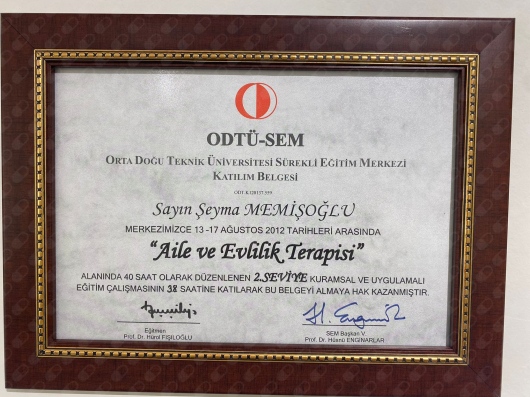 ODTÜ-SEM
ORTA DOĞU TEKNİK ÜNİVERSİTESİ SÜREKLİ EĞİTİM MERKEZİ
KATILIM BELGESİ
Sayın Şeyma MEMİŞOĞLU
MERKEZİMİZCE 13 -17 AĞUSTOS 2012 TARİHLERİ ARASINDA
“Aile ve Evlilik Terapisi”
ALANINDA 40 SAAT OLARAK DÜZENLENEN 2.SEVİYE KURAMSAL VE UYGULAMALI
EĞİTİM ÇALIŞMASININ 38 SAATİNE KATILARAK BU BELGEYİ ALMAYA HAK KAZANMIŞTIR.
Eğitmen
Prof. Dr. Hürol FIŞILOĞLU
SEM Başkan V.
Prof. Dr. Hüsnü ENGİNARLAR